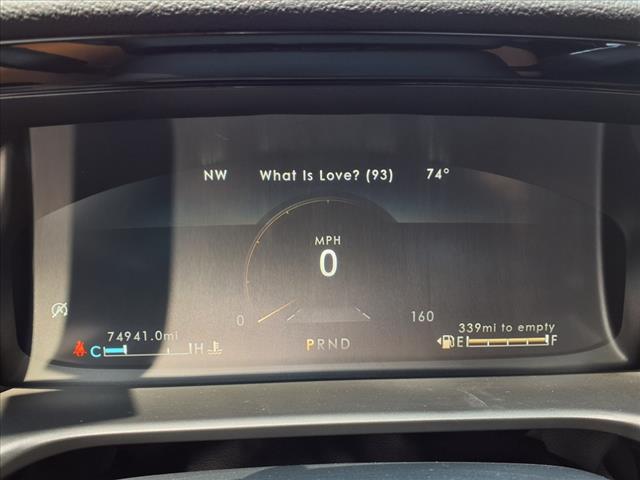 NW What Is Love? (93) 74°
MPH
0
0 160
74941.0mi 339mi to empty
C H PRND E F